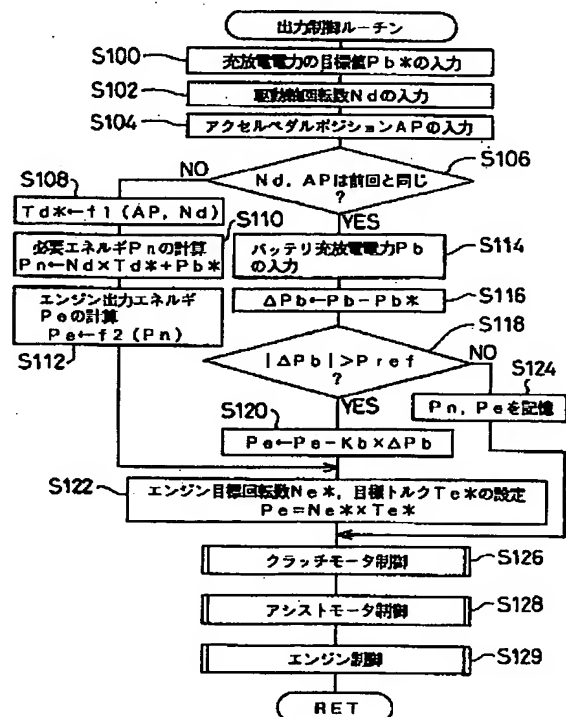 出力制御ルーチン
S100
充放電電力の目標値Pb*の入力
S102
駆動軸回転数Ndの入力
S104
アクセルペダルポジションAPの入力
S106
Nd，APは前回と同じ
?
NO
YES
S108
Td*←f1(AP，Nd)
S110
必要エネルギPnの計算
Pn←Nd×Td*+Pb*
エンジン出力エネルギ
Peの計算
Pe←f2(Pn)
S112
バッテリ充放電電力Pb
の入力
S114
△Pb←Pb-Pb*
S116
S118
|△Pb|>Pref
?
NO
YES
S124
Pn，Peを記憶
S120
Pe←Pe-Kb×△Pb
S122
エンジン目標回転数Ne*，目標トルクTe*の設定
Pe=Ne*×Te*
クラッチモータ制御
S126
アシストモータ制御
S128
エンジン制御
S129
RET